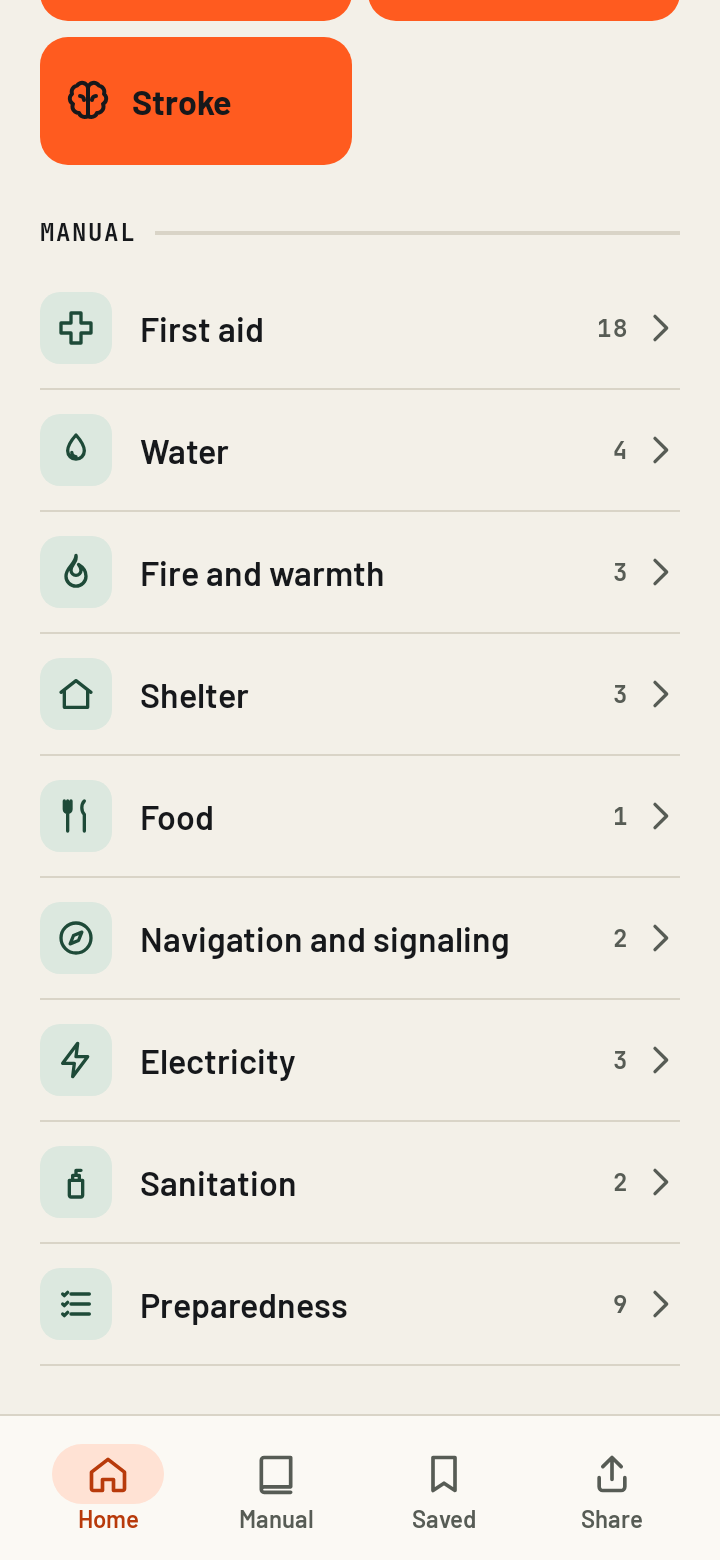 Stroke
MANUAL
First aid 18
Water 4
Fire and warmth 3
Shelter 3
Food 1
Navigation and signaling 2
Electricity 3
Sanitation 2
Preparedness 9
Home Manual Saved Share